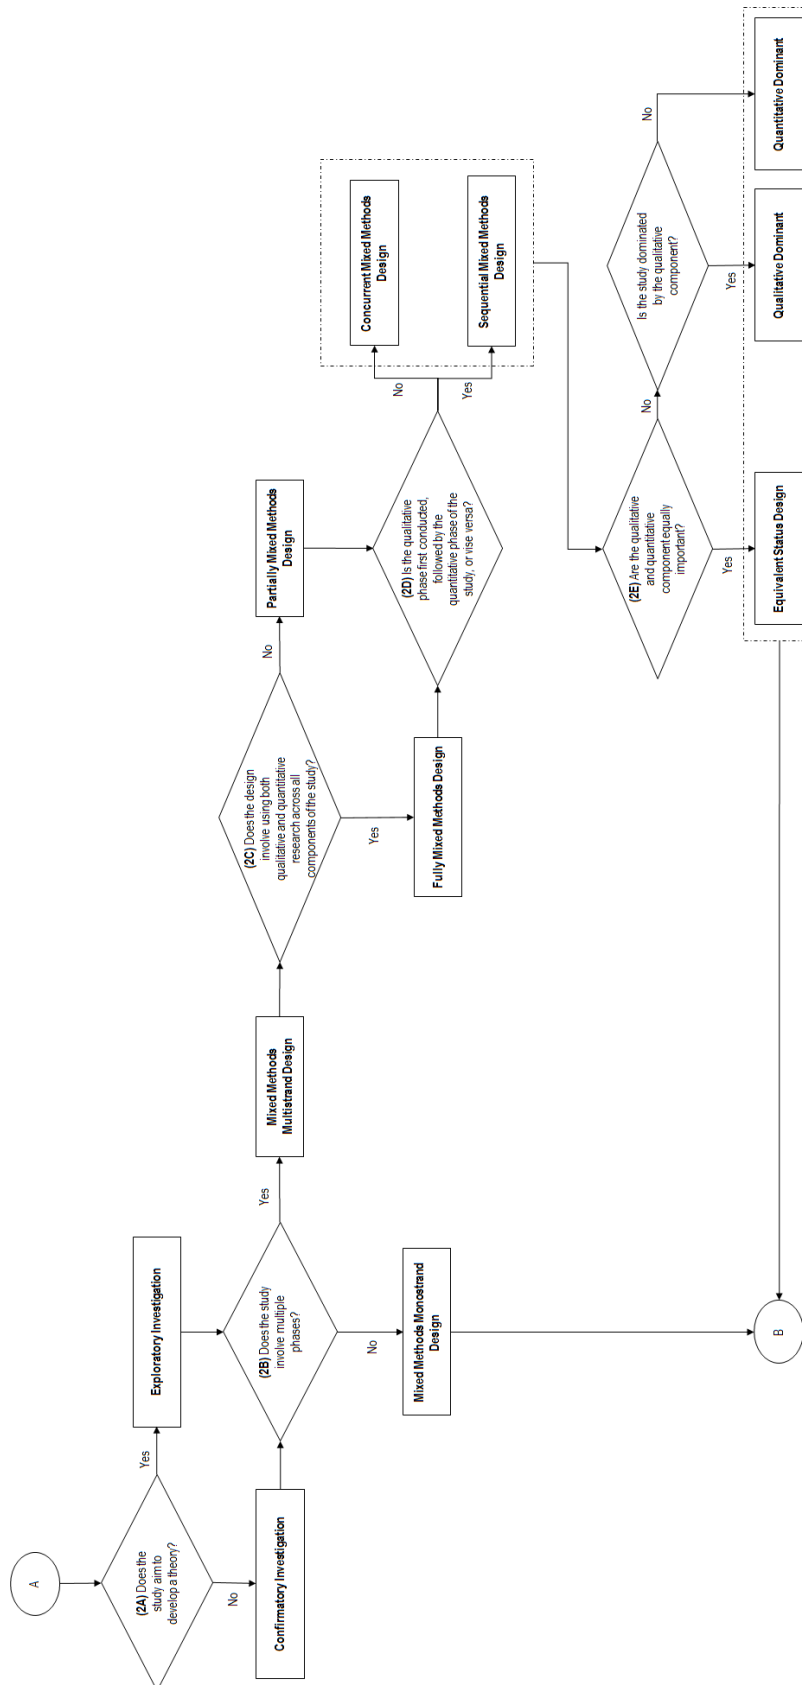 A
(2A) Does the
study aim to
develop a theory?
Yes
No
Exploratory Investigation
Confirmatory Investigation
(2B) Does the study
involve multiple
phases?
Yes
No
Mixed Methods
Multistrand Design
Mixed Methods Monostrand
Design
(2C) Does the design
involve using both
qualitative and quantitative
research across all
components of the study?
No
Yes
Partially Mixed Methods
Design
Fully Mixed Methods Design
(2D) Is the qualitative
phase first conducted,
followed by the
quantitative phase of the
study, or vise versa?
No
Yes
Concurrent Mixed Methods
Design
Sequential Mixed Methods
Design
(2E) Are the qualitative
and quantitative
component equally
important?
No
Yes
Is the study dominated
by the qualitative
component?
No
Yes
Equivalent Status Design
Qualitative Dominant
Quantitative Dominant
B